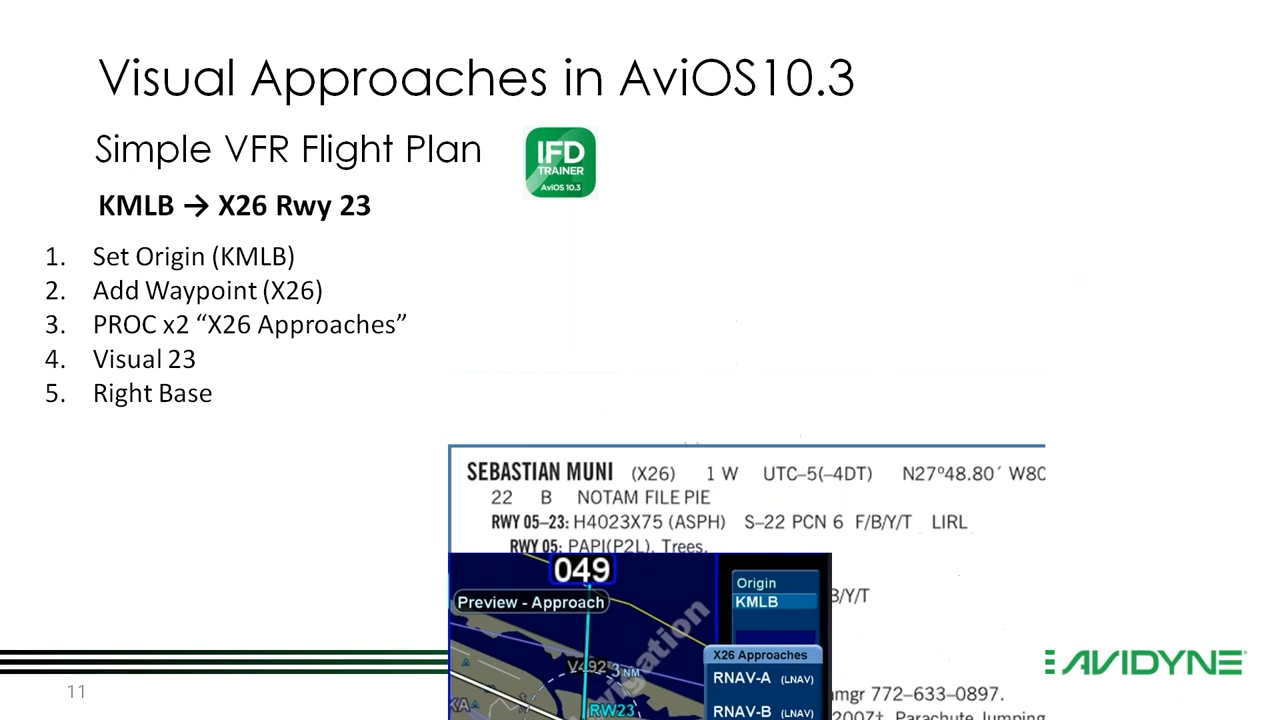 Visual Approaches in AviOS10.3
Simple VFR Flight Plan
IFD
TRAINER
AviOS 10.3
KMLB → X26 Rwy 23
1. Set Origin (KMLB)
2. Add Waypoint (X26)
3. PROC x2 “X26 Approaches”
4. Visual 23
5. Right Base
SEBASTIAN MUNI (X26) 1 W UTC–5(–4DT) N27º48.80´ W80
22 B NOTAM FILE PIE
RWY 05–23: H4023X75 (ASPH) S–22 PCN 6 F/B/Y/T LIRL
RWY 05: PAPI(P2L). Trees.
049
Preview - Approach
Origin
KMLB
B/Y/T
X26 Approaches
V492
3NM
RNAV-A (LNAV)
RW23
RNAV-B (LNAV)
mgr 772–633–0897.
2007‡. Parachute Jumping
AVIDYNE
11